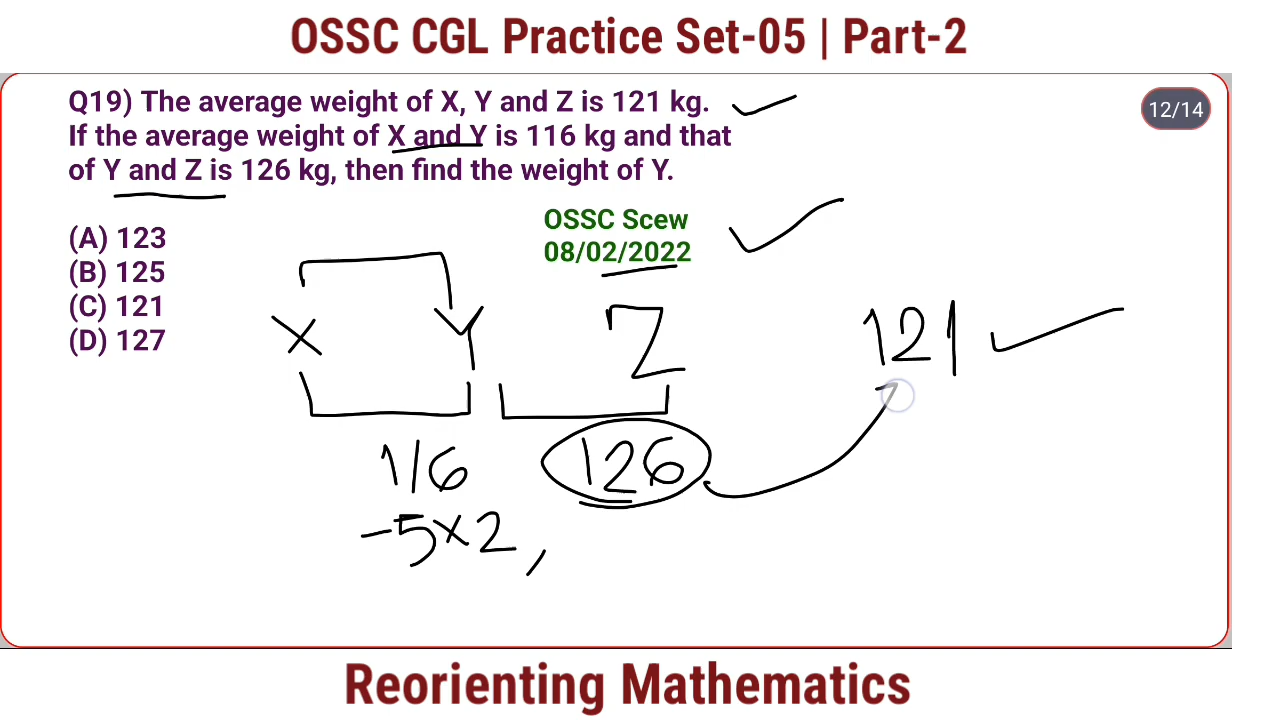 OSSC CGL Practice Set-05 | Part-2
Q19) The average weight of X, Y and Z is 121 kg.
If the average weight of X and Y is 116 kg and that
of Y and Z is 126 kg, then find the weight of Y.
12/14
OSSC Scew
08/02/2022
(A) 123
(B) 125
(C) 121
(D) 127
X Y Z 121
116 126
-5×2,
Reorienting Mathematics